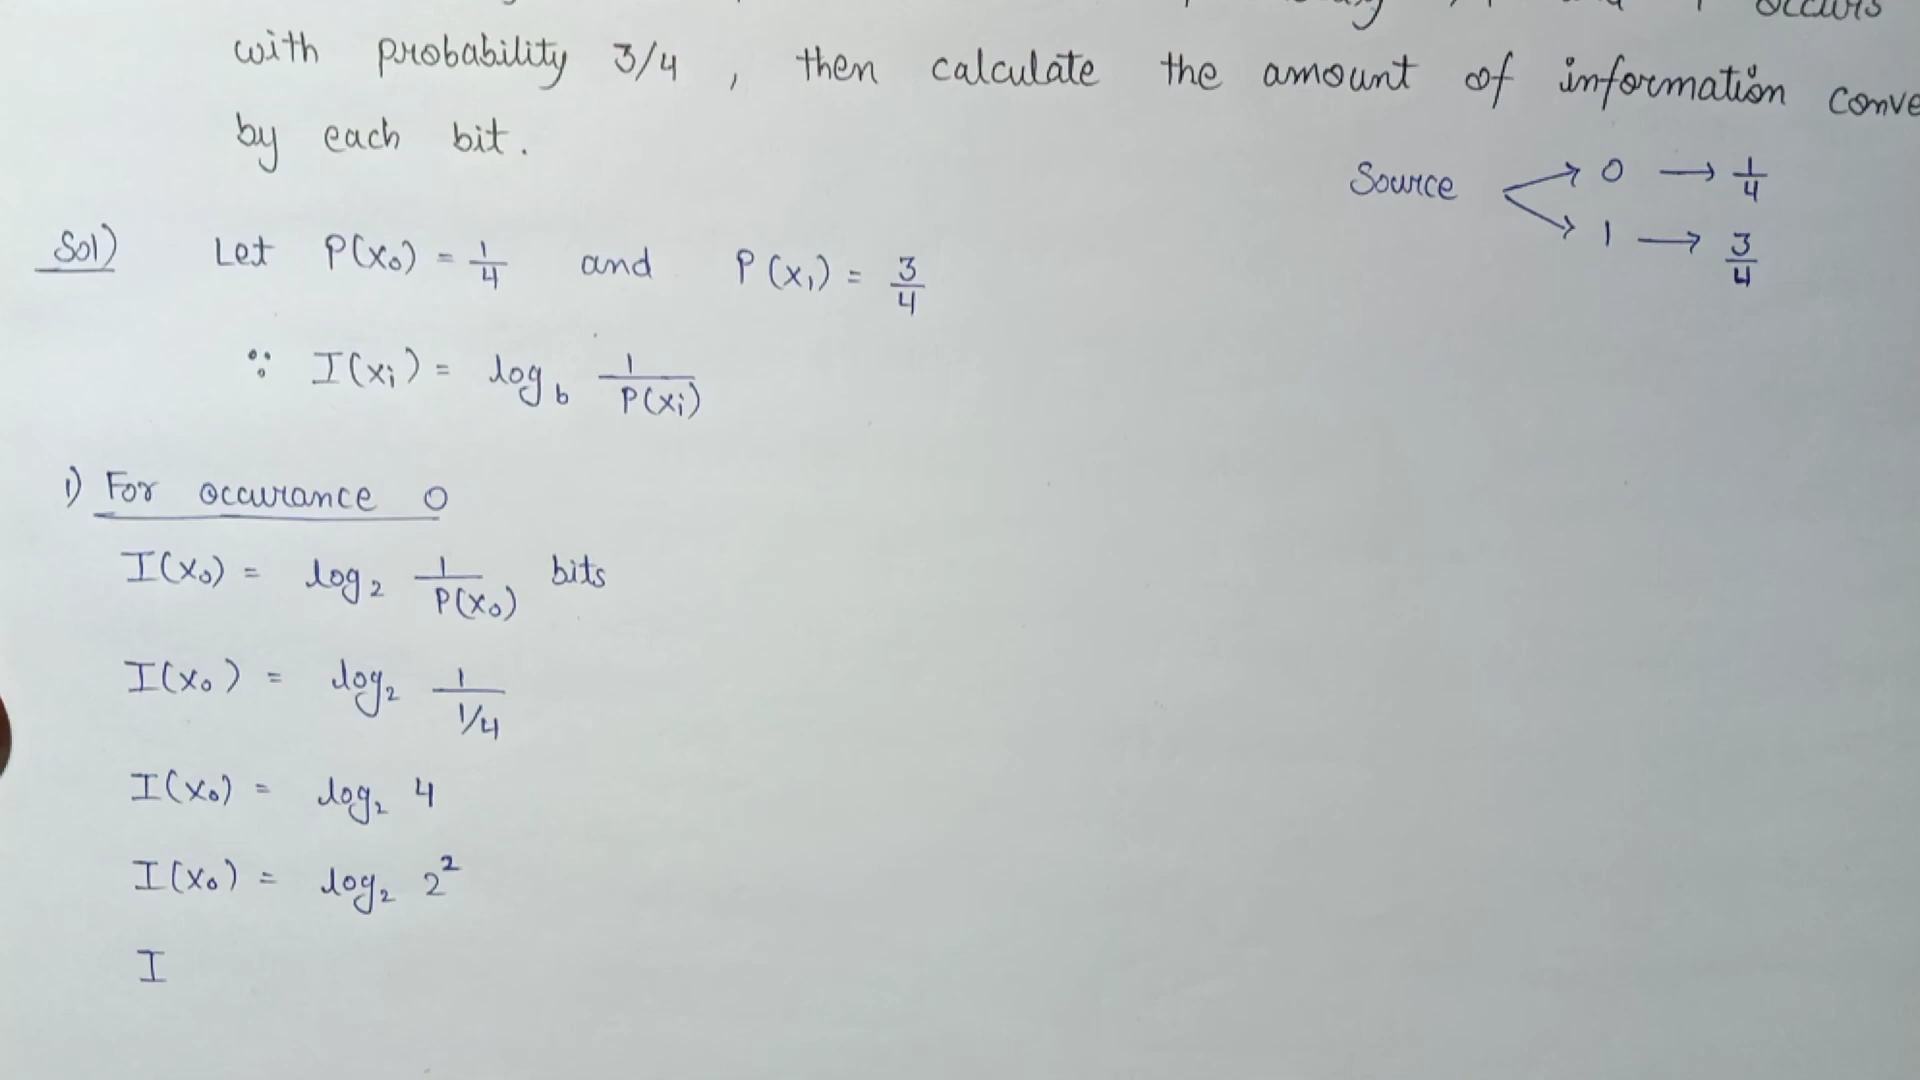 occurs
with probability 3/4 , then calculate the amount of information conve
by each bit.
Source → 0 → 1/4
→ 1 → 3/4
Sol) Let P(x₀) = 1/4 and P(x₁) = 3/4
∵ I(xᵢ) = log_b 1/P(xᵢ)
1) For occurance 0
I(x₀) = log₂ 1/P(x₀) bits
I(x₀) = log₂ 1/(1/4)
I(x₀) = log₂ 4
I(x₀) = log₂ 2²
I